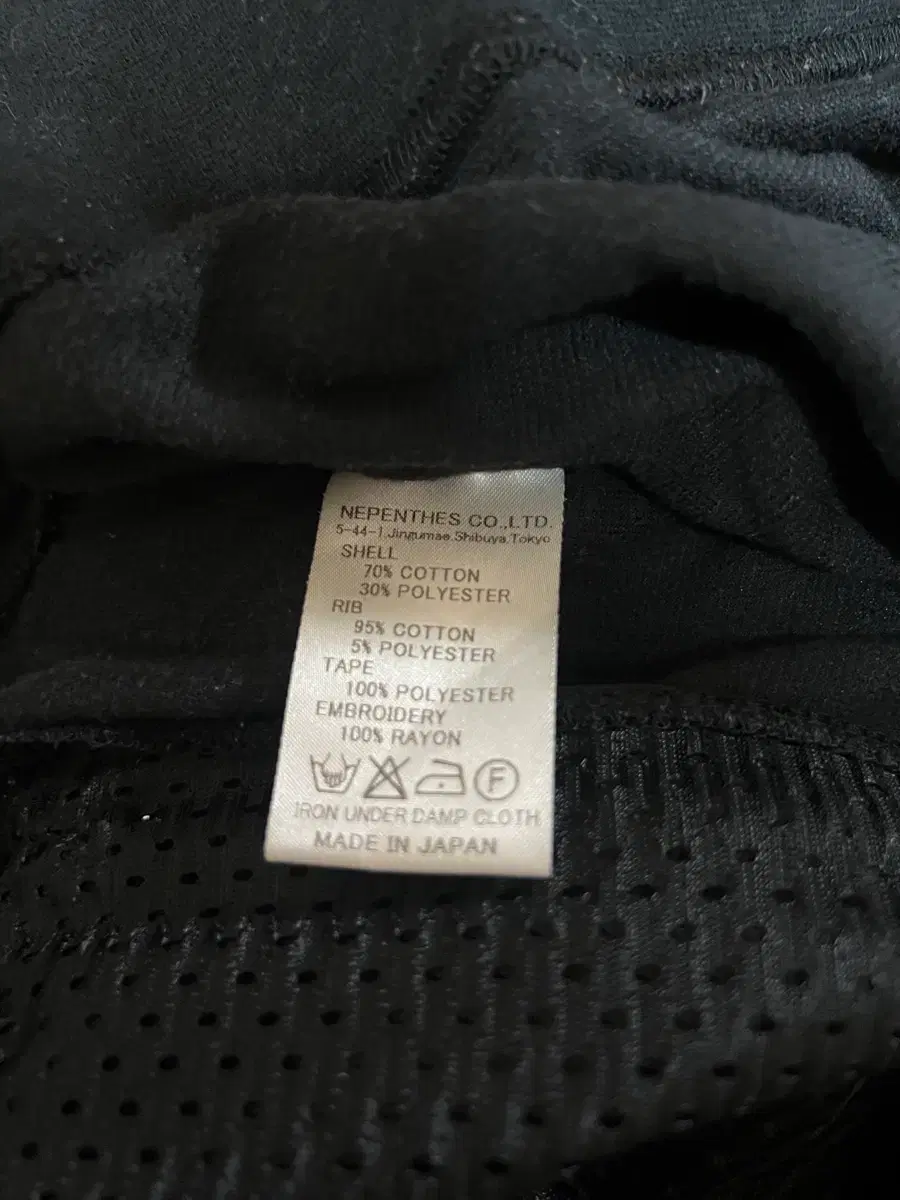 NEPENTHES CO.,LTD.
5-44-1.Jingumae.Shibuya.Tokyo
SHELL
70% COTTON
30% POLYESTER
RIB
95% COTTON
5% POLYESTER
TAPE
100% POLYESTER
EMBROIDERY
100% RAYON
F
IRON UNDER DAMP CLOTH
MADE IN JAPAN